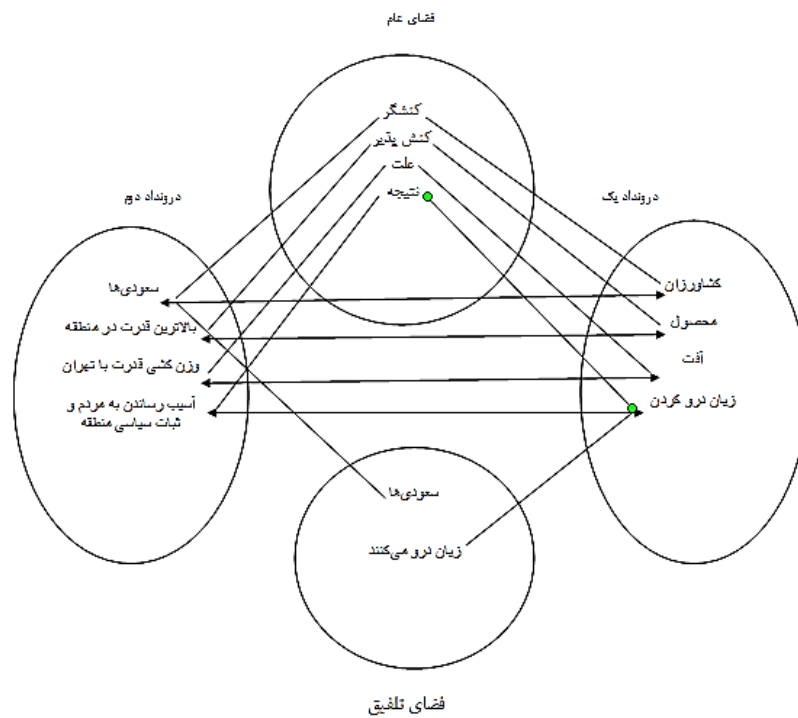 فضای عام
کنشگر
کنش پذیر
علت
نتیجه
درونداد یک
کشاورزان
محصول
آفت
زیان درو کردن
درونداد دوم
سعودی‌ها
بالاترین قدرت در منطقه
وزن کشی قدرت با تهران
آسیب رساندن به مردم و
ثبات سیاسی منطقه
سعودی‌ها
زیان درو می‌کنند
فضای تلفیق